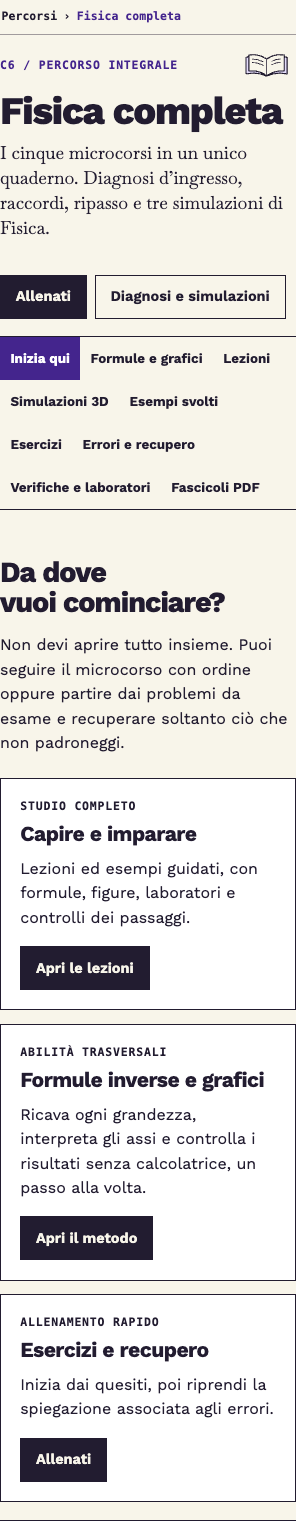 Percorsi › Fisica completa
C6 / PERCORSO INTEGRALE
Fisica completa
I cinque microcorsi in un unico
quaderno. Diagnosi d’ingresso,
raccordi, ripasso e tre simulazioni di
Fisica.
Allenati Diagnosi e simulazioni
Inizia qui Formule e grafici Lezioni
Simulazioni 3D Esempi svolti
Esercizi Errori e recupero
Verifiche e laboratori Fascicoli PDF
Da dove
vuoi cominciare?
Non devi aprire tutto insieme. Puoi
seguire il microcorso con ordine
oppure partire dai problemi da
esame e recuperare soltanto ciò che
non padroneggi.
STUDIO COMPLETO
Capire e imparare
Lezioni ed esempi guidati, con
formule, figure, laboratori e
controlli dei passaggi.
Apri le lezioni
ABILITÀ TRASVERSALI
Formule inverse e grafici
Ricava ogni grandezza,
interpreta gli assi e controlla i
risultati senza calcolatrice, un
passo alla volta.
Apri il metodo
ALLENAMENTO RAPIDO
Esercizi e recupero
Inizia dai quesiti, poi riprendi la
spiegazione associata agli errori.
Allenati